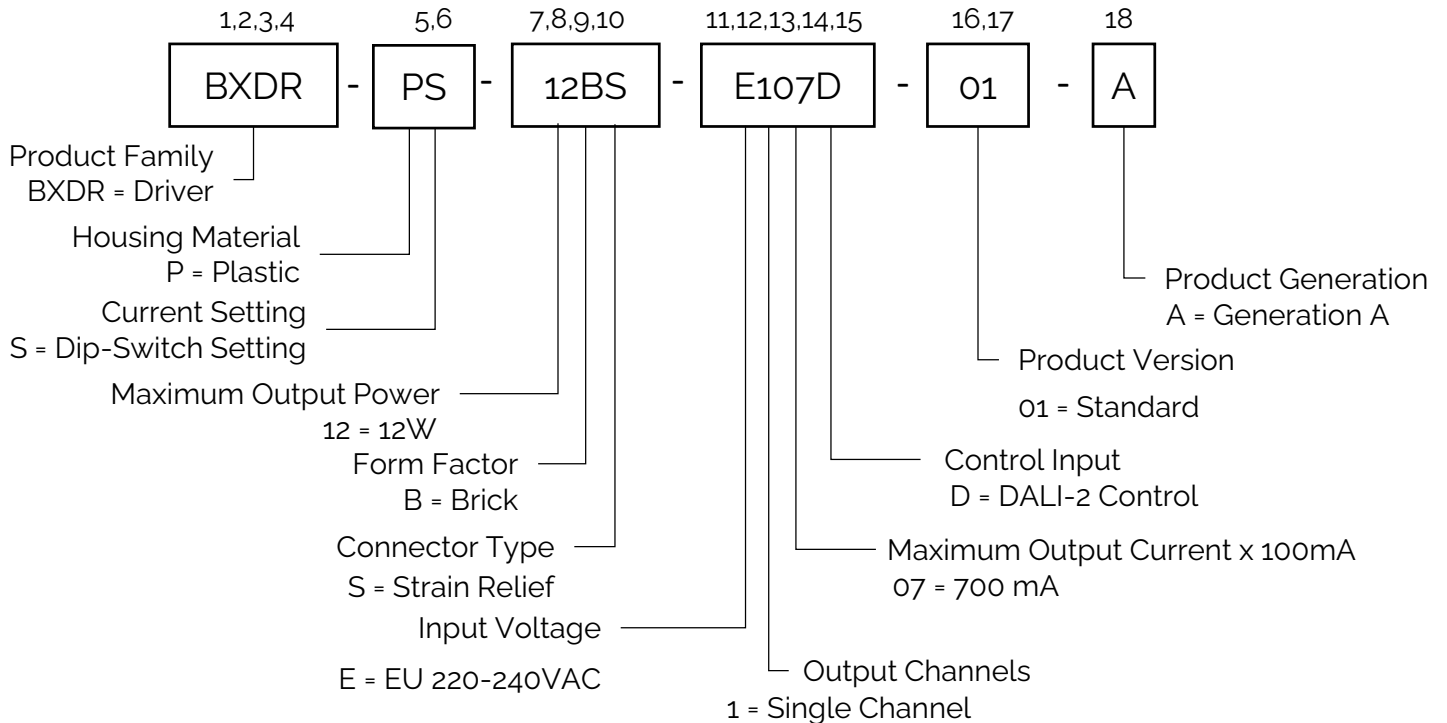 1,2,3,4 5,6 7,8,9,10 11,12,13,14,15 16,17 18
BXDR - PS - 12BS - E107D - 01 - A
Product Family
BXDR = Driver
Housing Material
P = Plastic
Current Setting
S = Dip-Switch Setting
Maximum Output Power
12 = 12W
Form Factor
B = Brick
Connector Type
S = Strain Relief
Input Voltage
E = EU 220-240VAC
Output Channels
1 = Single Channel
Maximum Output Current x 100mA
07 = 700 mA
Control Input
D = DALI-2 Control
Product Version
01 = Standard
Product Generation
A = Generation A